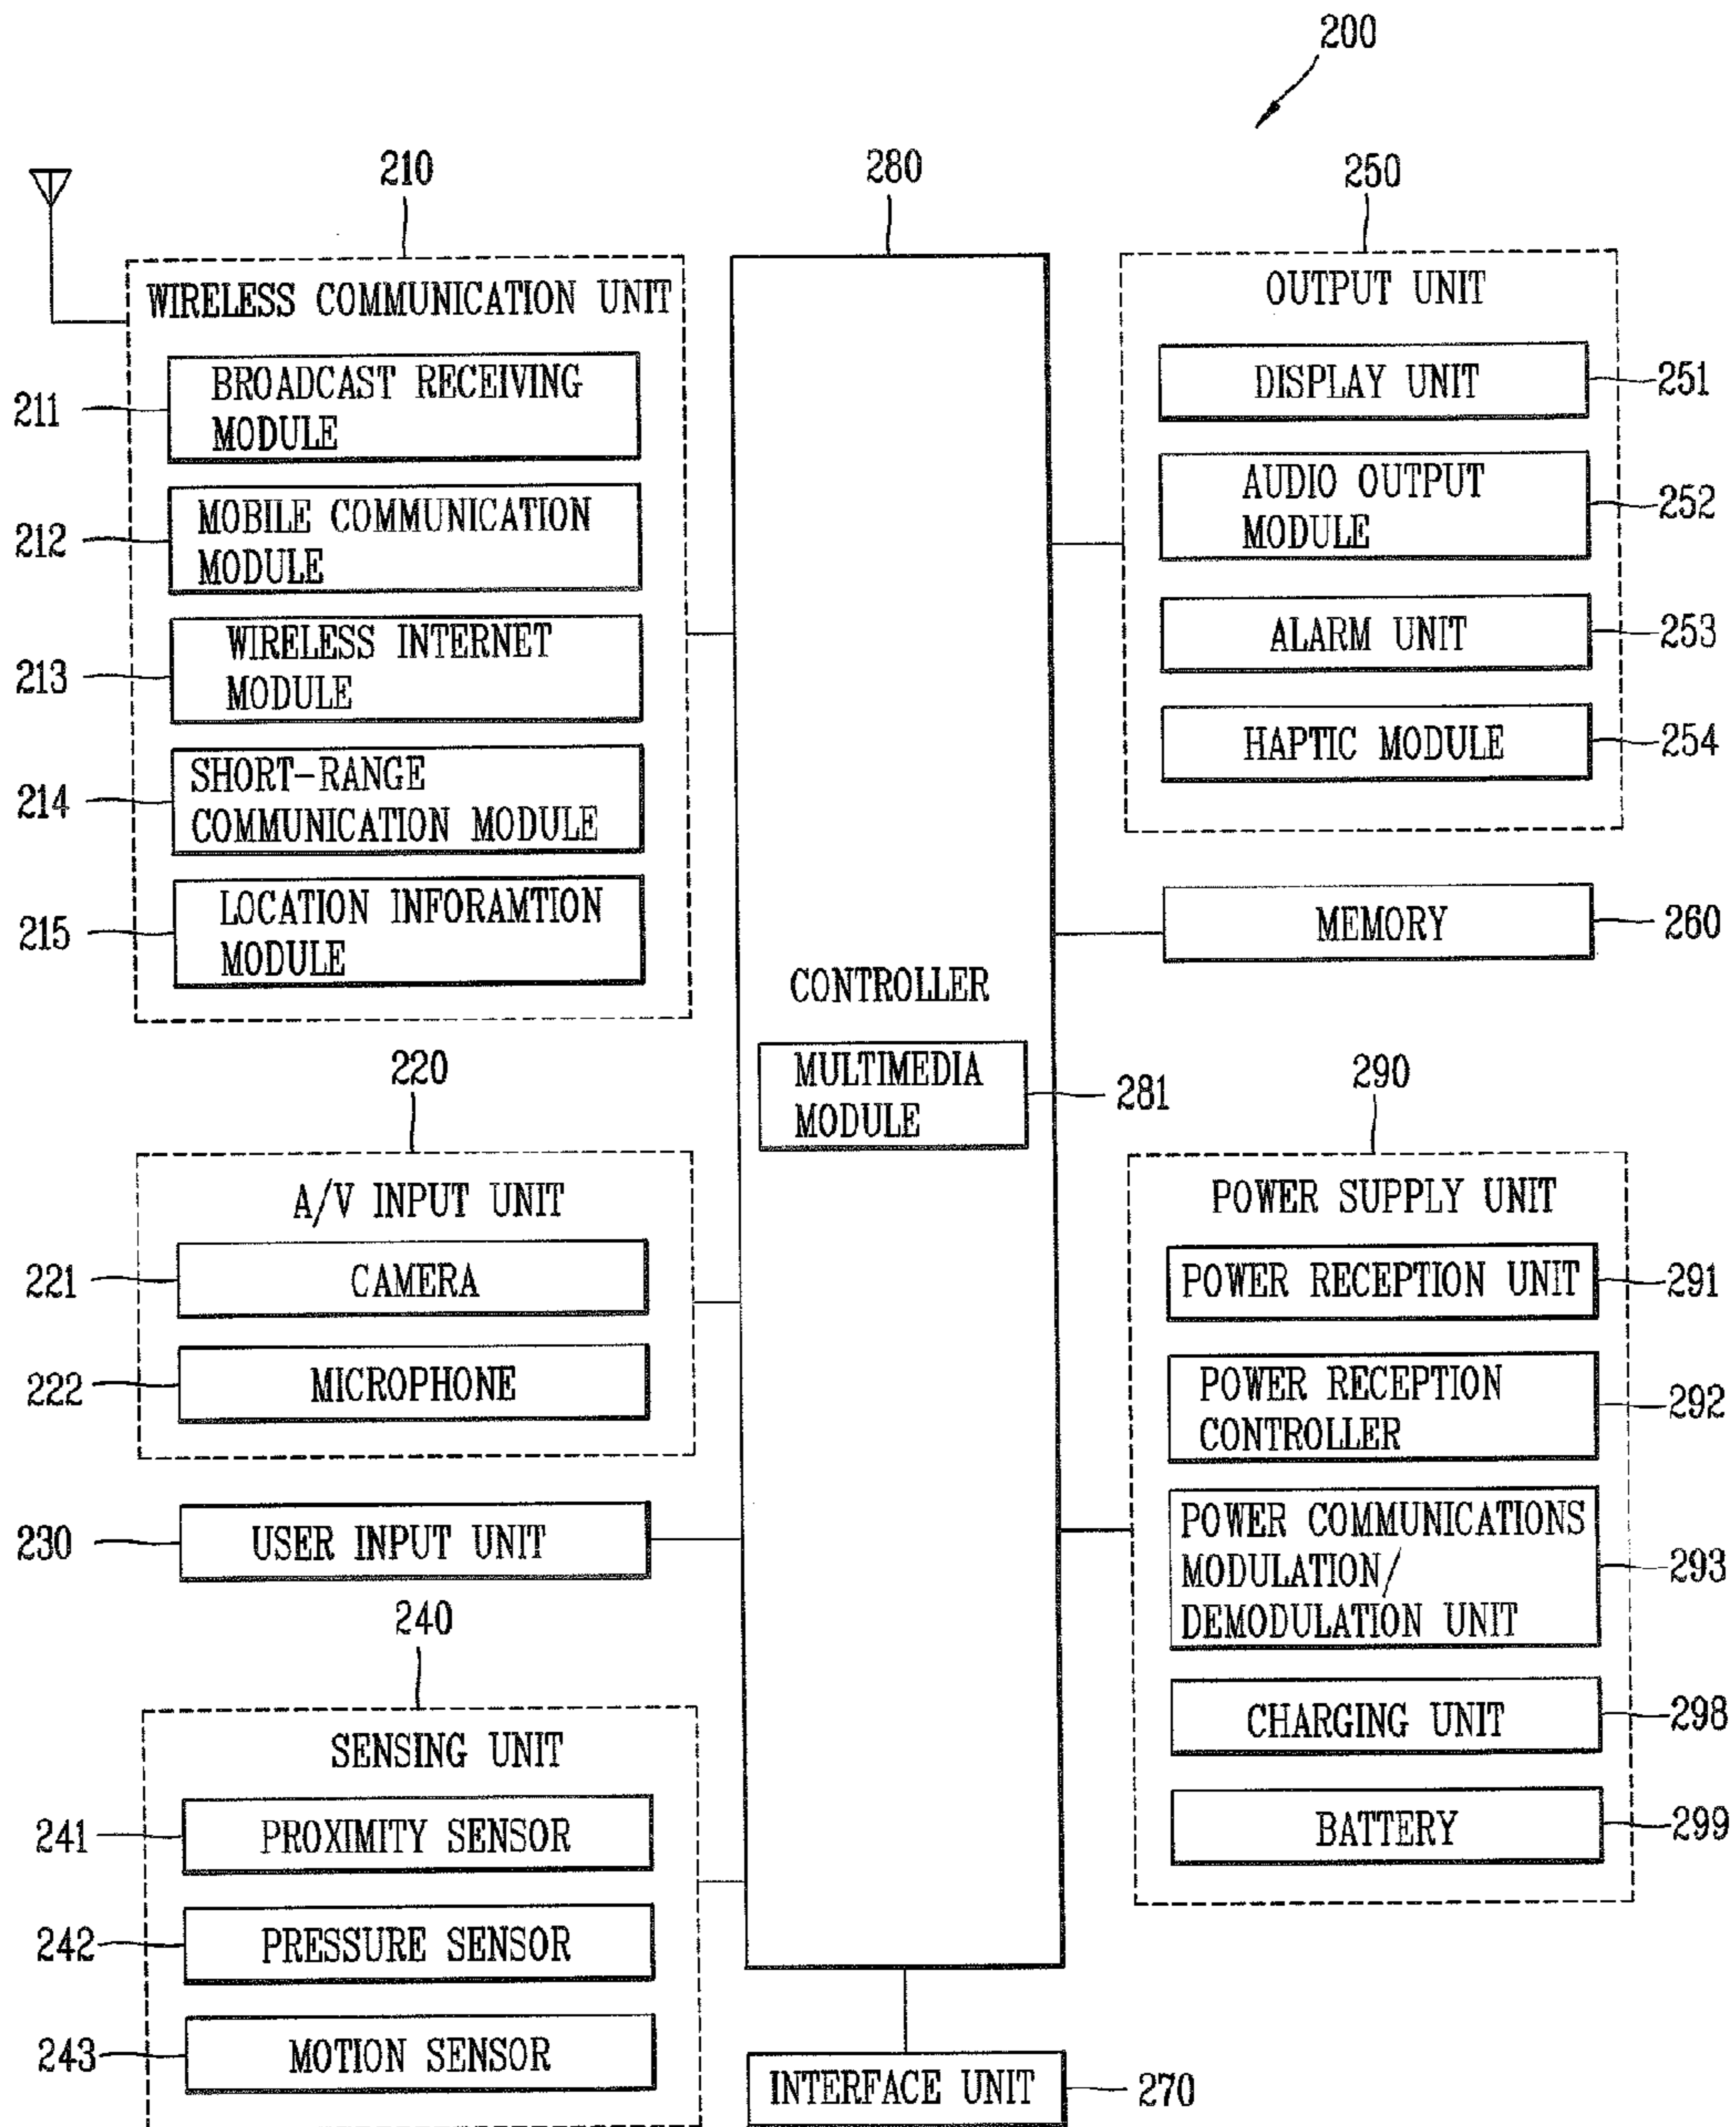 200
210
WIRELESS COMMUNICATION UNIT
211
BROADCAST RECEIVING
MODULE
212
MOBILE COMMUNICATION
MODULE
213
WIRELESS INTERNET
MODULE
214
SHORT-RANGE
COMMUNICATION MODULE
215
LOCATION INFORAMTION
MODULE
220
A/V INPUT UNIT
221
CAMERA
222
MICROPHONE
230
USER INPUT UNIT
240
SENSING UNIT
241
PROXIMITY SENSOR
242
PRESSURE SENSOR
243
MOTION SENSOR
280
CONTROLLER
MULTIMEDIA
MODULE
281
INTERFACE UNIT
270
250
OUTPUT UNIT
DISPLAY UNIT
251
AUDIO OUTPUT
MODULE
252
ALARM UNIT
253
HAPTIC MODULE
254
MEMORY
260
290
POWER SUPPLY UNIT
POWER RECEPTION UNIT
291
POWER RECEPTION
CONTROLLER
292
POWER COMMUNICATIONS
MODULATION/
DEMODULATION UNIT
293
CHARGING UNIT
298
BATTERY
299